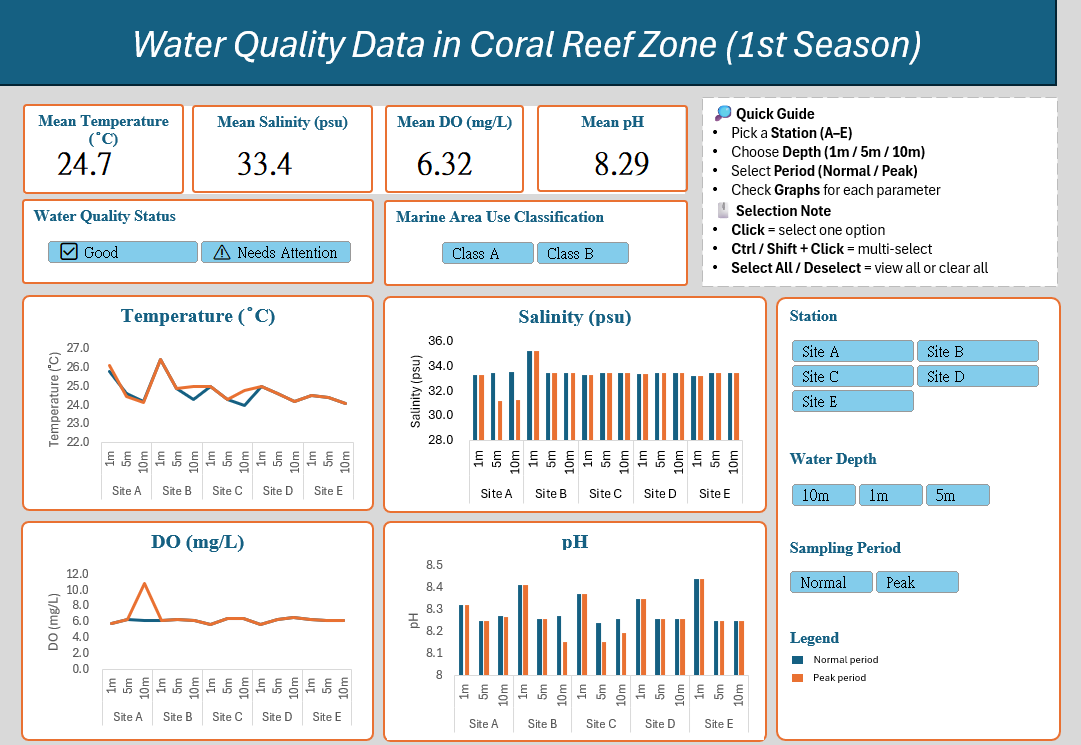 Water Quality Data in Coral Reef Zone (1st Season)
Mean Temperature
(˚C)
24.7
Mean Salinity (psu)
33.4
Mean DO (mg/L)
6.32
Mean pH
8.29
Quick Guide
• Pick a Station (A–E)
• Choose Depth (1m / 5m / 10m)
• Select Period (Normal / Peak)
• Check Graphs for each parameter
Selection Note
• Click = select one option
• Ctrl / Shift + Click = multi-select
• Select All / Deselect = view all or clear all
Water Quality Status
Good
Needs Attention
Marine Area Use Classification
Class A
Class B
Temperature (˚C)
Temperature (˚C)
27.0
26.0
25.0
24.0
23.0
22.0
1m 5m 10m 1m 5m 10m 1m 5m 10m 1m 5m 10m 1m 5m 10m
Site A Site B Site C Site D Site E
Salinity (psu)
Salinity (psu)
36.0
34.0
32.0
30.0
28.0
1m 5m 10m 1m 5m 10m 1m 5m 10m 1m 5m 10m 1m 5m 10m
Site A Site B Site C Site D Site E
Station
Site A
Site B
Site C
Site D
Site E
Water Depth
10m
1m
5m
Sampling Period
Normal
Peak
Legend
Normal period
Peak period
DO (mg/L)
DO (mg/L)
12.0
10.0
8.0
6.0
4.0
2.0
0.0
1m 5m 10m 1m 5m 10m 1m 5m 10m 1m 5m 10m 1m 5m 10m
Site A Site B Site C Site D Site E
pH
pH
8.5
8.4
8.3
8.2
8.1
8
1m 5m 10m 1m 5m 10m 1m 5m 10m 1m 5m 10m 1m 5m 10m
Site A Site B Site C Site D Site E